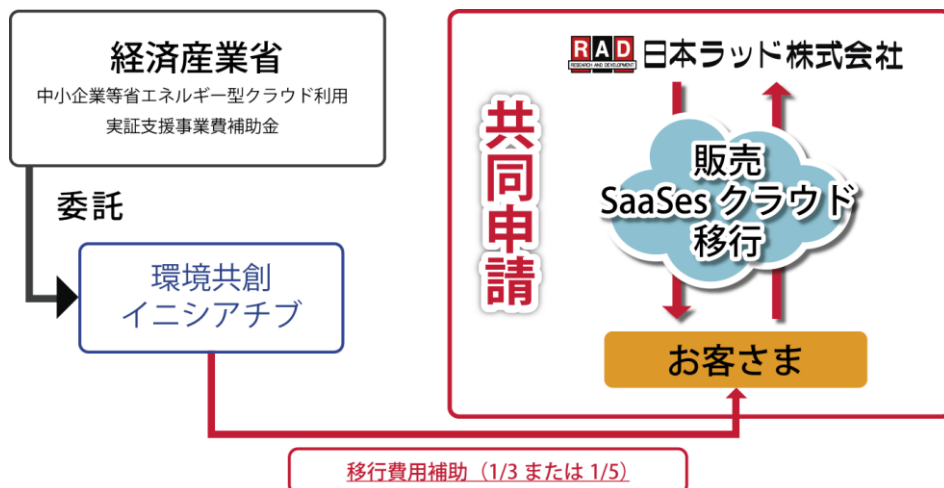 経済産業省
中小企業等省エネルギー型クラウド利用
実証支援事業費補助金
委託
環境共創
イニシアチブ
共同申請
RAD
RESEARCH AND DEVELOPMENT
日本ラッド株式会社
販売
SaaSes クラウド
移行
お客さま
移行費用補助（1/3 または 1/5）